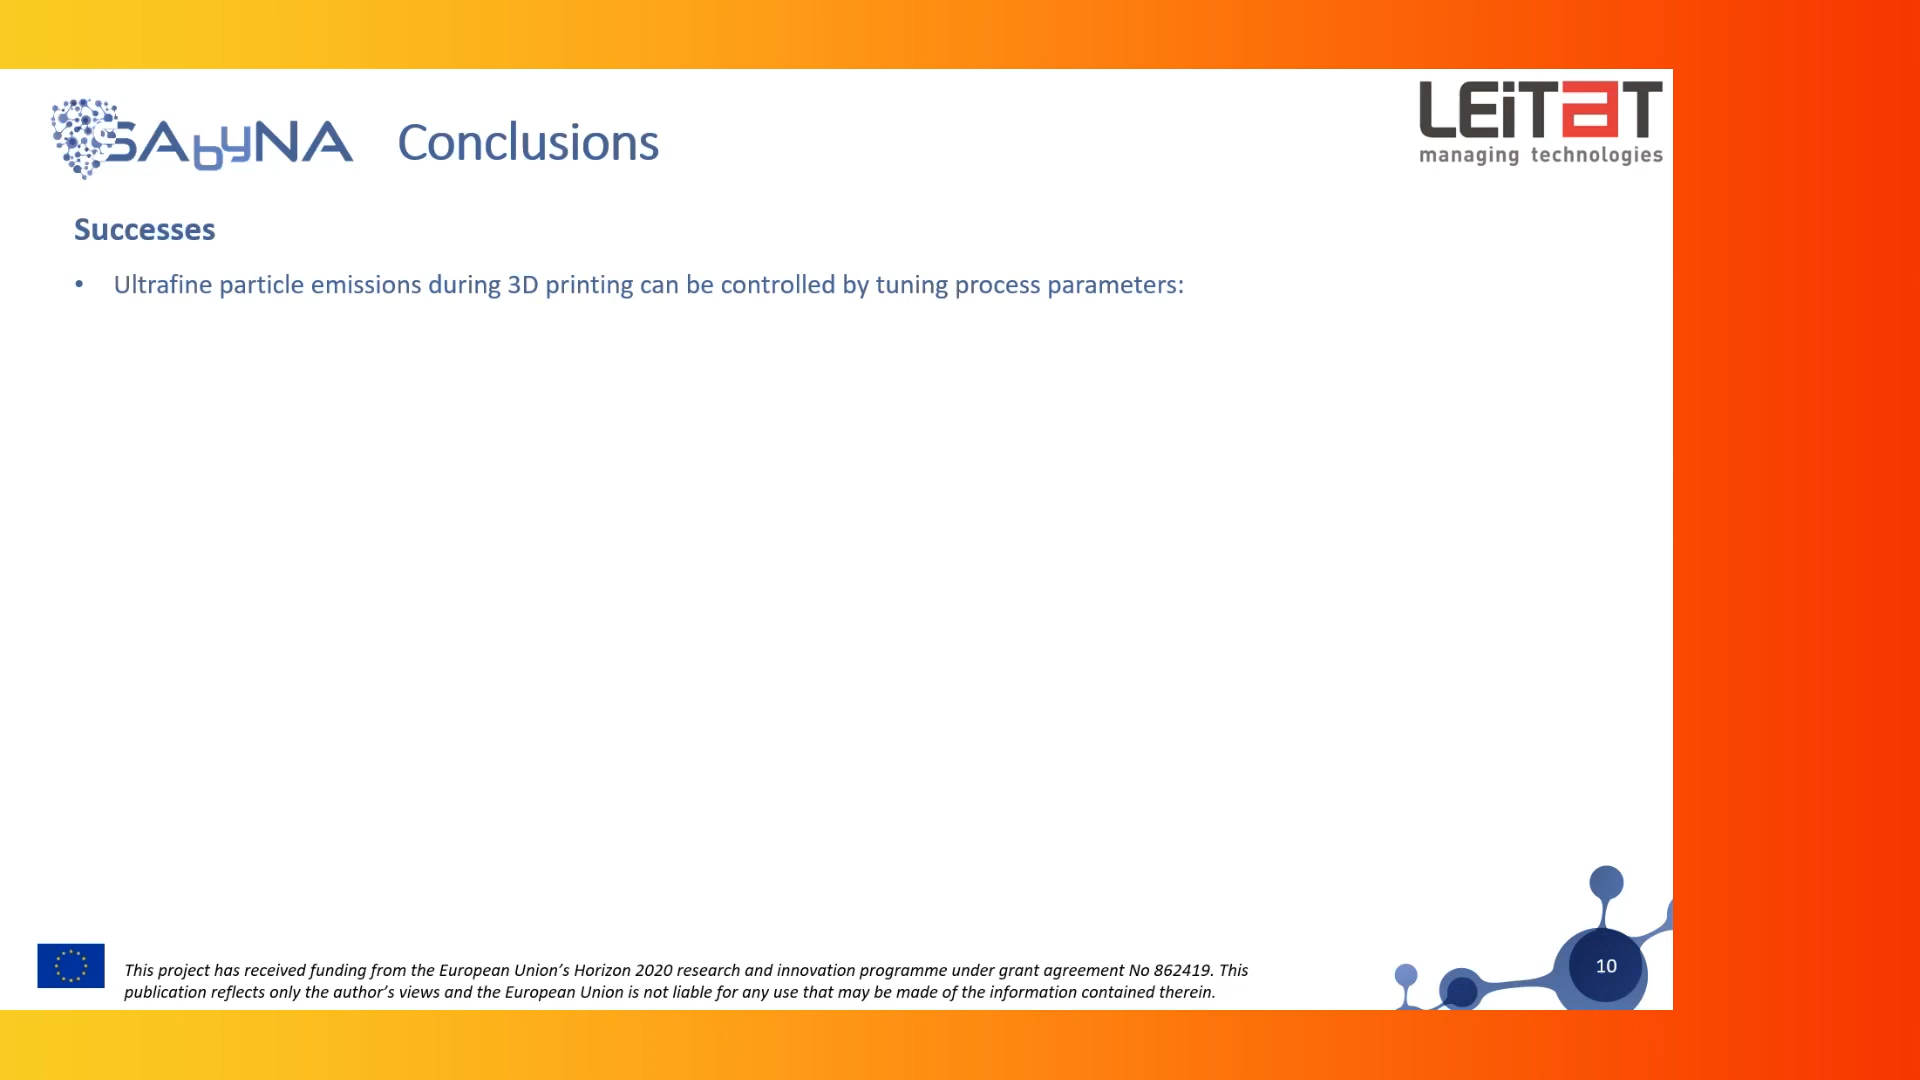 SAbyNA
Conclusions
LEiTaT
managing technologies
Successes
• Ultrafine particle emissions during 3D printing can be controlled by tuning process parameters:
This project has received funding from the European Union’s Horizon 2020 research and innovation programme under grant agreement No 862419. This
publication reflects only the author’s views and the European Union is not liable for any use that may be made of the information contained therein.
10